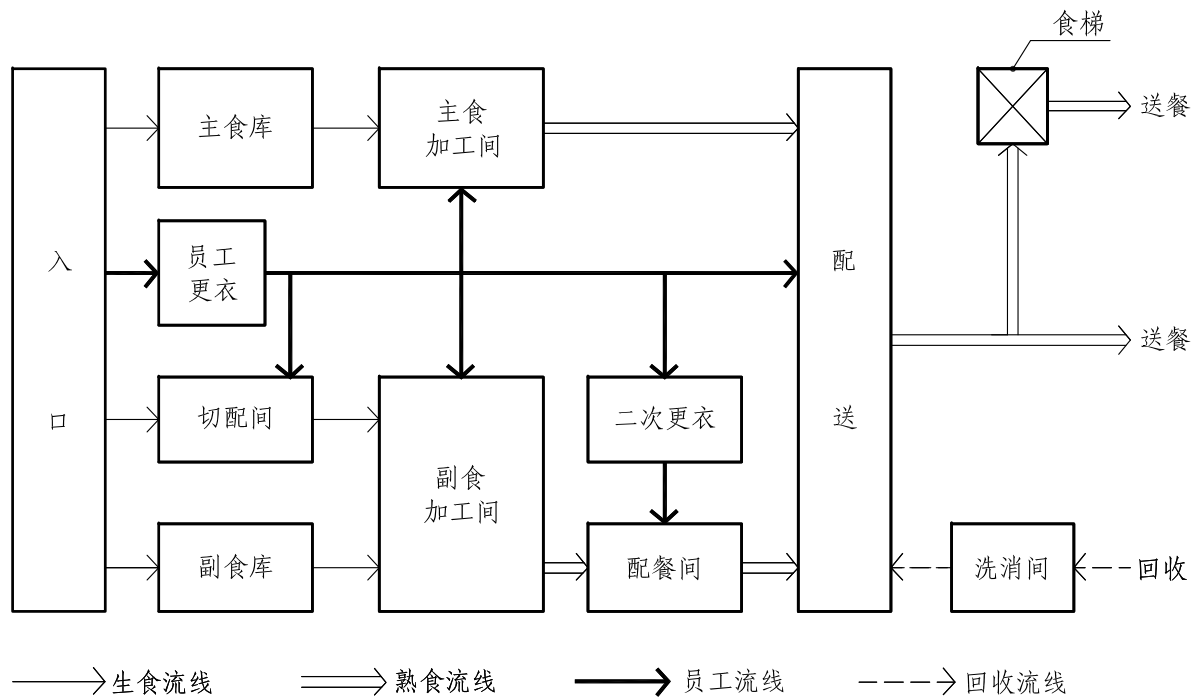 食梯
主食库
主食
加工间
送餐
入
口
员工
更衣
配
送
送餐
切配间
副食
加工间
二次更衣
副食库
配餐间
洗消间
回收
生食流线
熟食流线
员工流线
回收流线